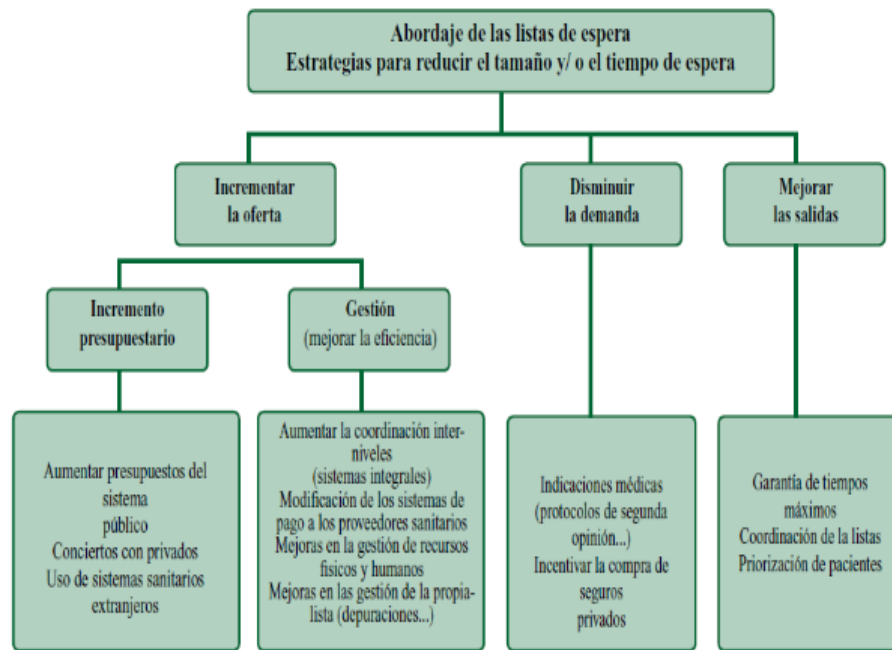 Abordaje de las listas de espera
Estrategias para reducir el tamaño y/ o el tiempo de espera
Incrementar
la oferta
Disminuir
la demanda
Mejorar
las salidas
Incremento
presupuestario
Gestión
(mejorar la eficiencia)
Aumentar presupuestos del
sistema
público
Conciertos con privados
Uso de sistemas sanitarios
extranjeros
Aumentar la coordinación inter-
niveles
(sistemas integrales)
Modificación de los sistemas de
pago a los proveedores sanitarios
Mejoras en la gestión de recursos
fisicos y humanos
Mejoras en las gestión de la propia-
lista (depuraciones...)
Indicaciones médicas
(protocolos de segunda
opinión...)
Incentivar la compra de
seguros
privados
Garantía de tiempos
máximos
Coordinación de la listas
Priorización de pacientes